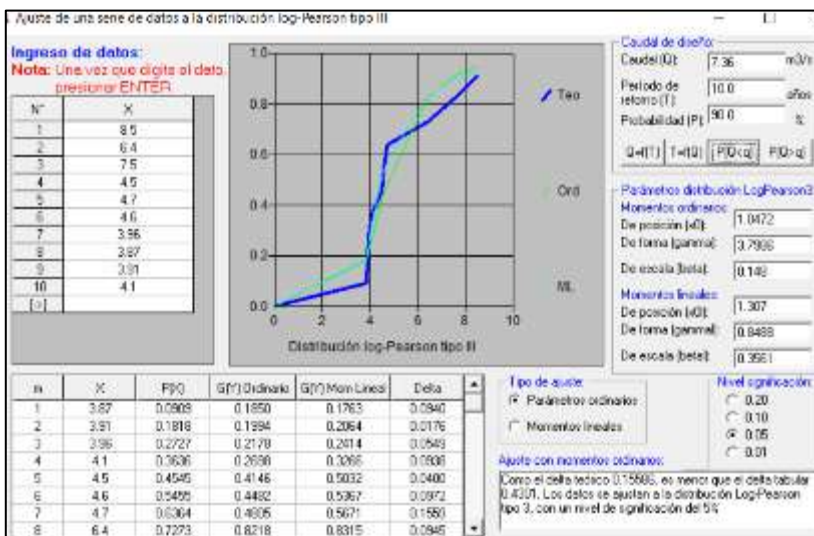 Ajuste de una serie de datos a la distribución log-Pearson tipo III
Ingreso de datos:
Nota: Una vez que digite el dato,
presionar ENTER
N° X
1 8.5
2 6.4
3 7.5
4 4.5
5 4.7
6 4.6
7 3.96
8 3.87
9 3.91
10 4.1
1.0
0.8
0.6
0.4
0.2
0.0
0 2 4 6 8 10
Distribución log-Pearson tipo III
Teo
Ord
ML
Caudal de diseño:
Caudal (Q): 7.36 m3/s
Período de
retorno (T): 10.0 años
Probabilidad (P): 90.0 %
Q=f(T) T=f(Q) P(Q<q) P(Q>q)
Parámetros distribución LogPearson3
Momentos ordinarios:
De posición (x0): 1.0472
De forma (gamma):
De escala (beta): 0.148
Momentos lineales:
De posición (x0): 1.307
De forma (gamma): 0.8488
De escala (beta): 0.3561
m X P(X) G(Y) Ordinario G(Y) Mom Lineal Delta
1 3.87 0.0909 0.1850 0.1763 0.0940
2 3.91 0.1818 0.1994 0.2064 0.0176
3 3.96 0.2727 0.2178 0.2414 0.0549
4 4.1 0.3636 0.2698 0.3266 0.0938
5 4.5 0.4545 0.4146 0.5032 0.0400
6 4.6 0.5455 0.4482 0.5367 0.0972
7 4.7 0.6364 0.4805 0.5671 0.1559
8 6.4 0.7273 0.8218 0.8315 0.0945
Tipo de ajuste:
Parámetros ordinarios
Momentos lineales
Nivel significación:
0.20
0.10
0.05
0.01
Ajuste con momentos ordinarios:
Como el delta teórico 0.15586, es menor que el delta tabular
0.4301. Los datos se ajustan a la distribución Log-Pearson
tipo 3, con un nivel de significación del 5%